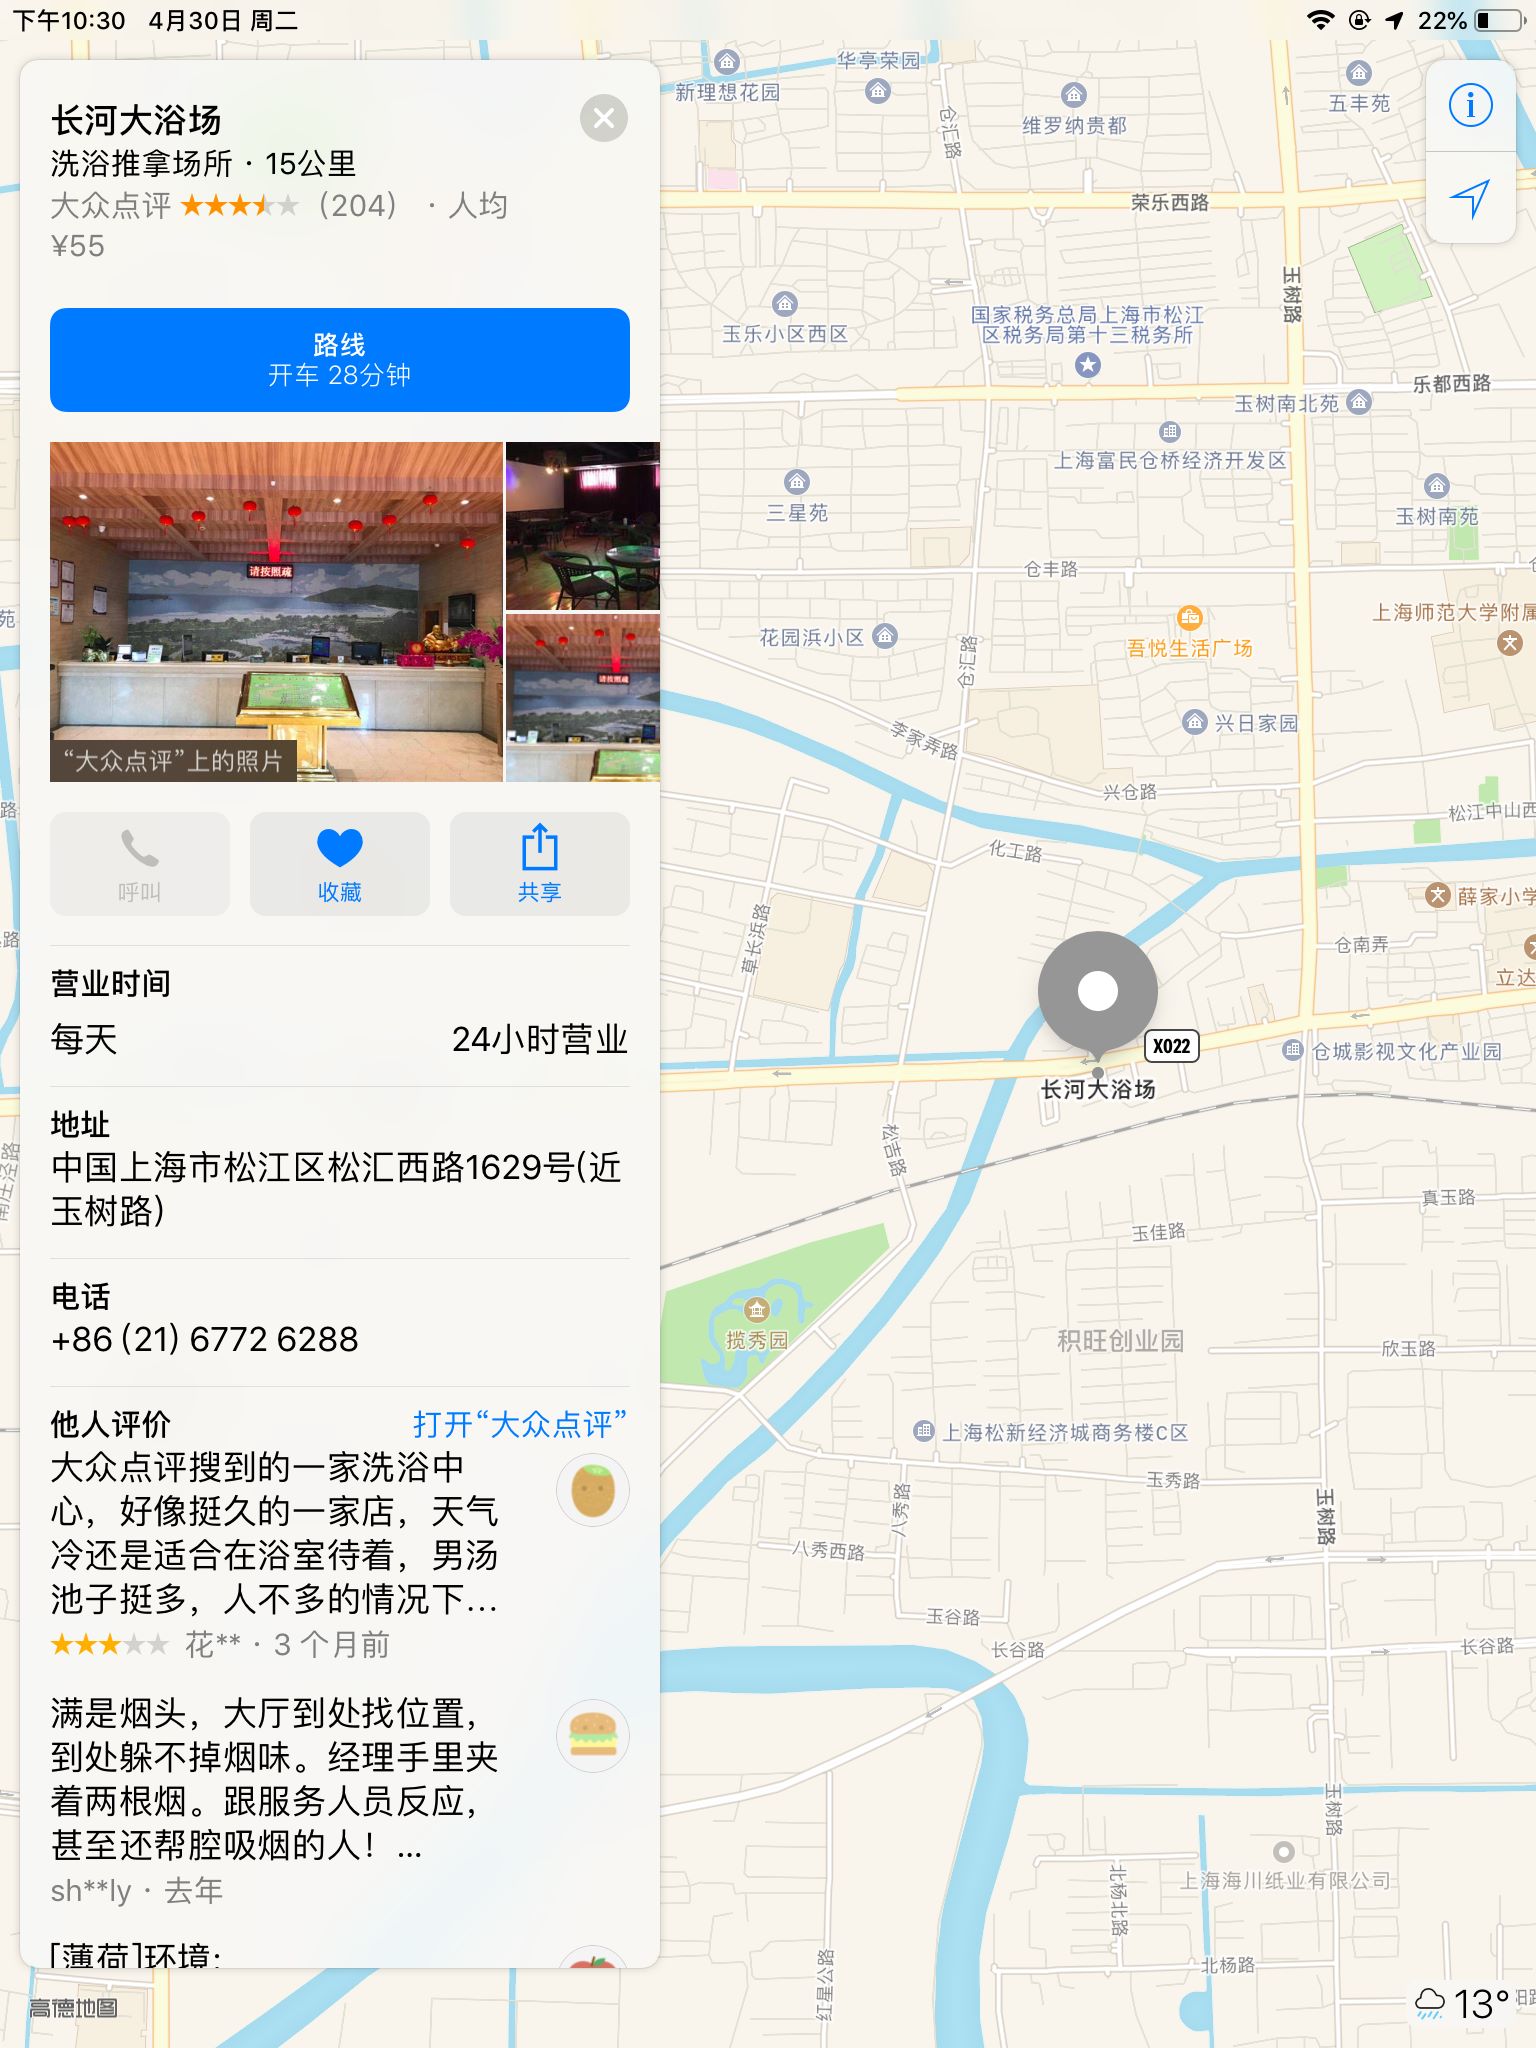 下午10:30 4月30日 周二
22%
长河大浴场
洗浴推拿场所 · 15公里
大众点评 (204) · 人均
¥55
路线
开车 28分钟
请按照疏
请按照疏
“大众点评”上的照片
呼叫
收藏
共享
营业时间
每天 24小时营业
地址
中国上海市松江区松汇西路1629号(近
玉树路)
电话
+86 (21) 6772 6288
他人评价 打开“大众点评”
大众点评搜到的一家洗浴中
心，好像挺久的一家店，天气
冷还是适合在浴室待着，男汤
池子挺多，人不多的情况下...
花** · 3 个月前
满是烟头，大厅到处找位置，
到处躲不掉烟味。经理手里夹
着两根烟。跟服务人员反应，
甚至还帮腔吸烟的人！...
sh**ly · 去年
[薄荷]环境:
高德地图
华亭荣园
新理想花园
仓汇路
维罗纳贵都
五丰苑
荣乐西路
玉树路
玉乐小区西区
国家税务总局上海市松江
区税务局第十三税务所
乐都西路
玉树南北苑
上海富民仓桥经济开发区
三星苑
玉树南苑
仓丰路
上海师范大学附属
吾悦生活广场
花园浜小区
仓汇路
兴日家园
李家弄路
兴仓路
松江中山西
化工路
薛家小学
草长浜路
仓南弄
立达
X022
仓城影视文化产业园
长河大浴场
松吉路
真玉路
玉佳路
揽秀园
积旺创业园
欣玉路
上海松新经济城商务楼C区
玉秀路
八秀路
玉树路
八秀西路
玉谷路
长谷路
长谷路
玉树路
上海海川纸业有限公司
北杨北路
北杨路
红星公路
13°